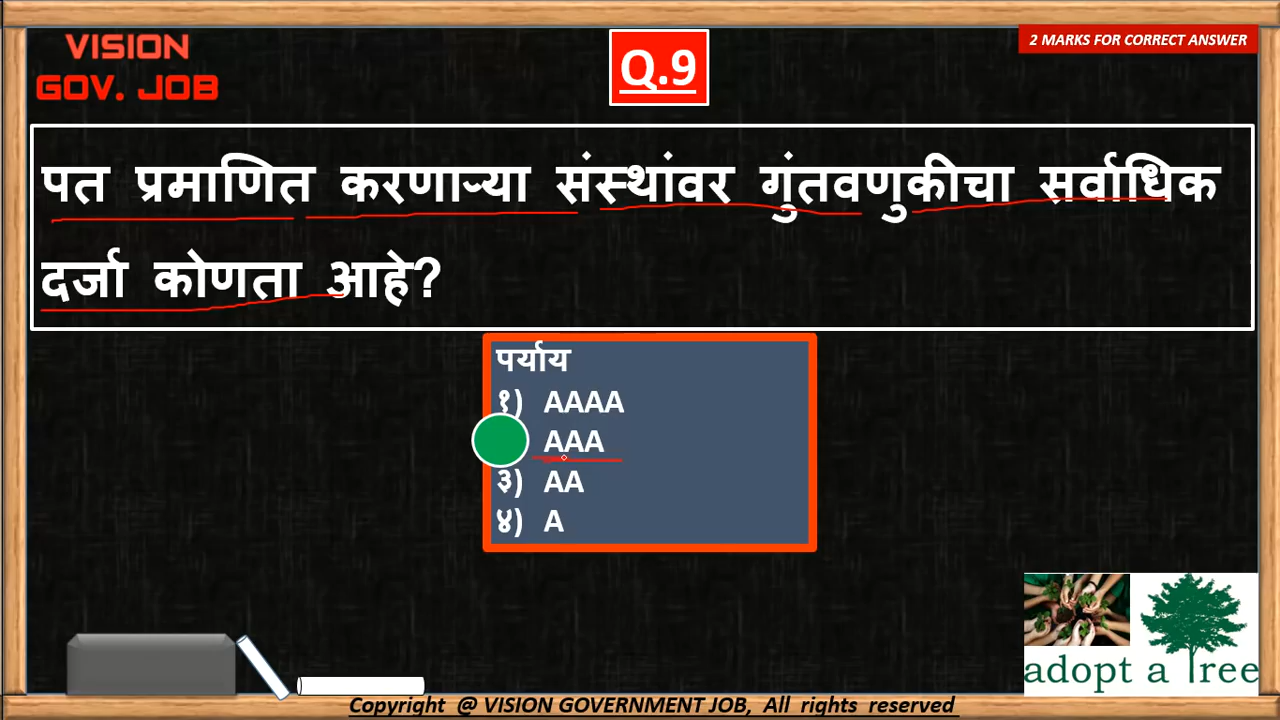 VISION
GOV. JOB
Q.9
2 MARKS FOR CORRECT ANSWER
पत प्रमाणित करणाऱ्या संस्थांवर गुंतवणुकीचा सर्वाधिक
दर्जा कोणता आहे?
पर्याय
१) AAAA
AAA
३) AA
४) A
adopt a Tree
Copyright @ VISION GOVERNMENT JOB, All rights reserved